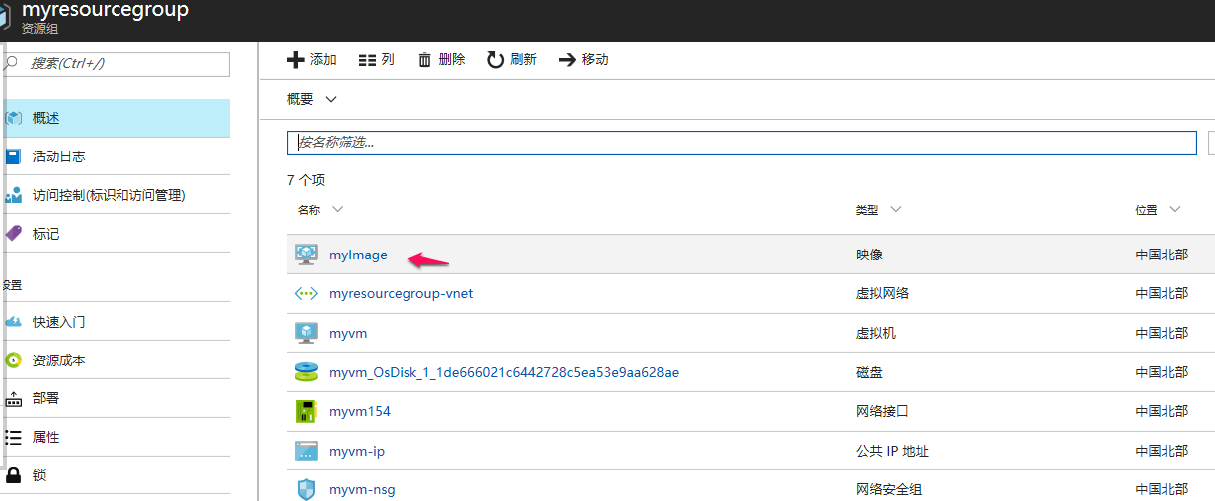 myresourcegroup
资源组
搜索(Ctrl+/)
概述
活动日志
访问控制(标识和访问管理)
标记
设置
快速入门
资源成本
部署
属性
锁
添加 列 删除 刷新 移动
概要
按名称筛选...
7 个项
名称 类型 位置
myImage 映像 中国北部
myresourcegroup-vnet 虚拟网络 中国北部
myvm 虚拟机 中国北部
myvm_OsDisk_1_1de666021c6442728c5ea53e9aa628ae 磁盘 中国北部
myvm154 网络接口 中国北部
myvm-ip 公共 IP 地址 中国北部
myvm-nsg 网络安全组 中国北部